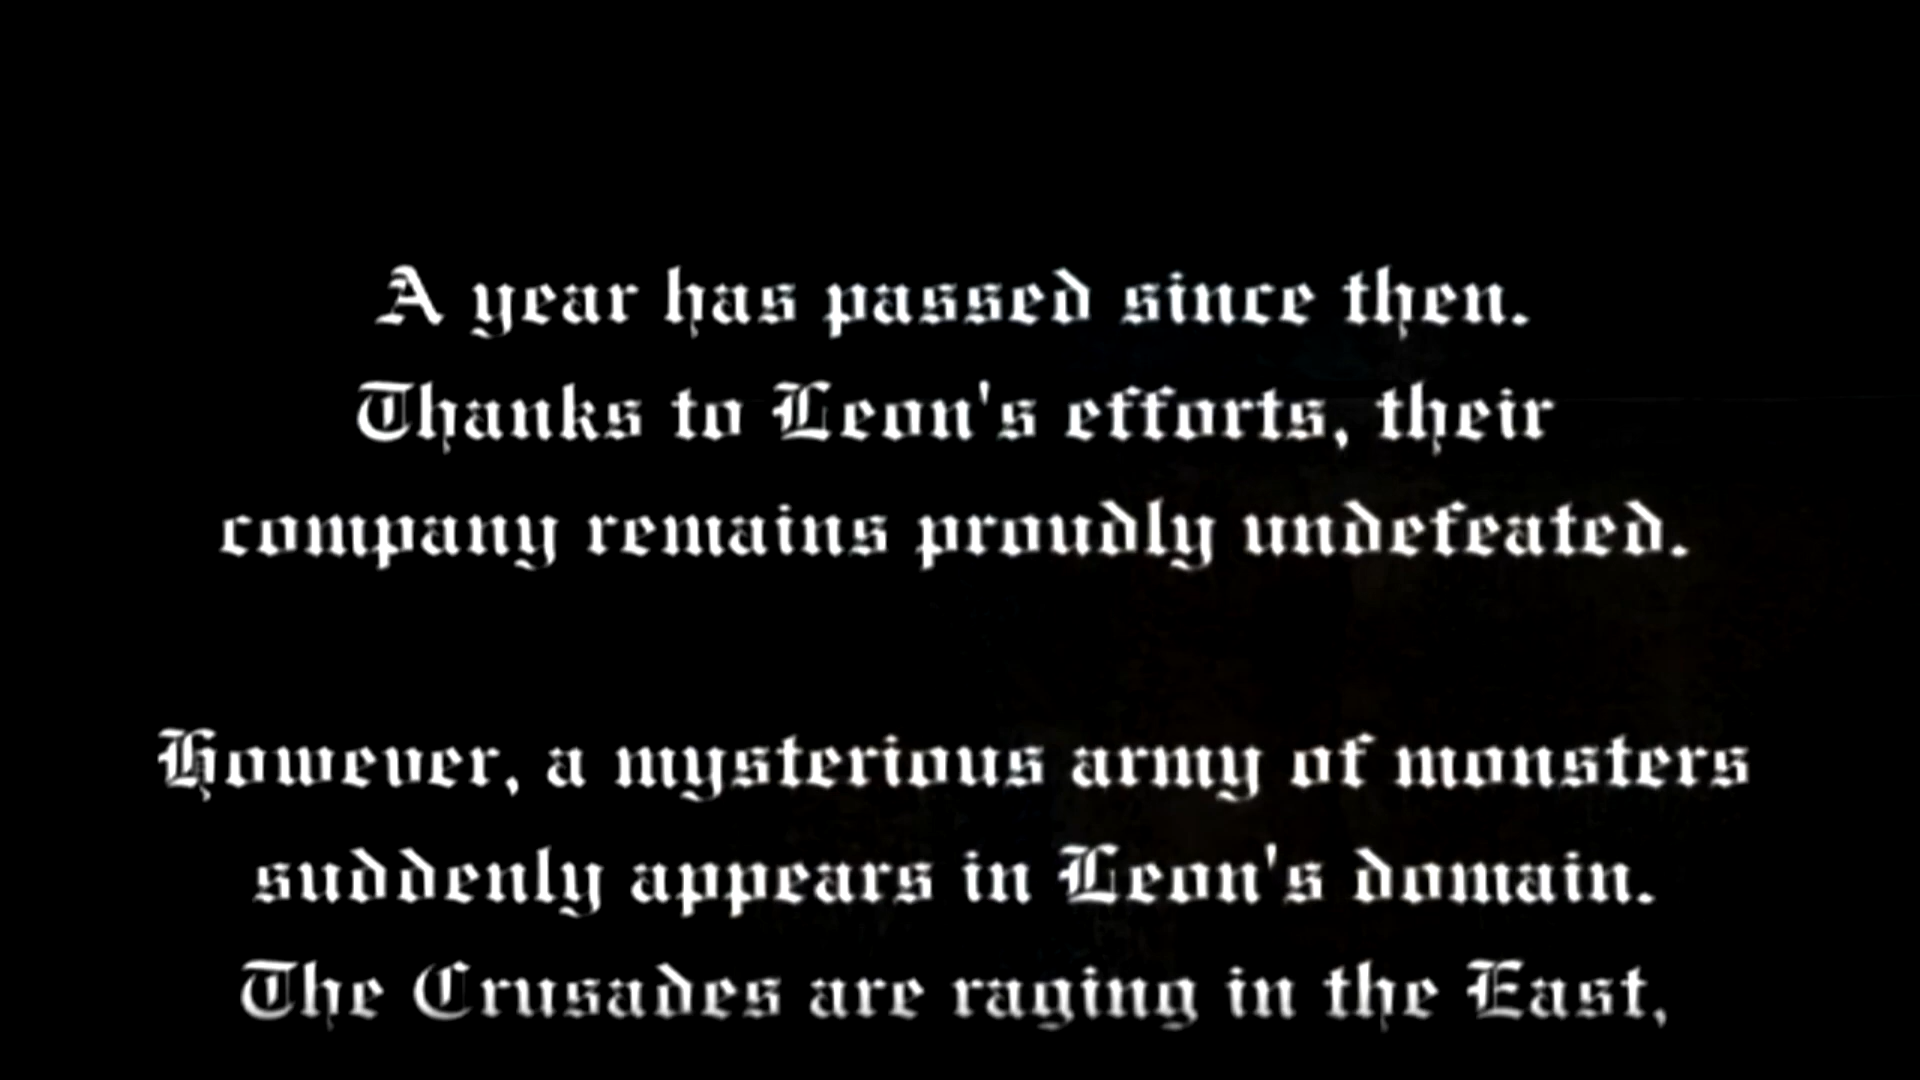 A year has passed since then.
Thanks to Leon's efforts, their
company remains proudly undefeated.
However, a mysterious army of monsters
suddenly appears in Leon's domain.
The Crusades are raging in the East,